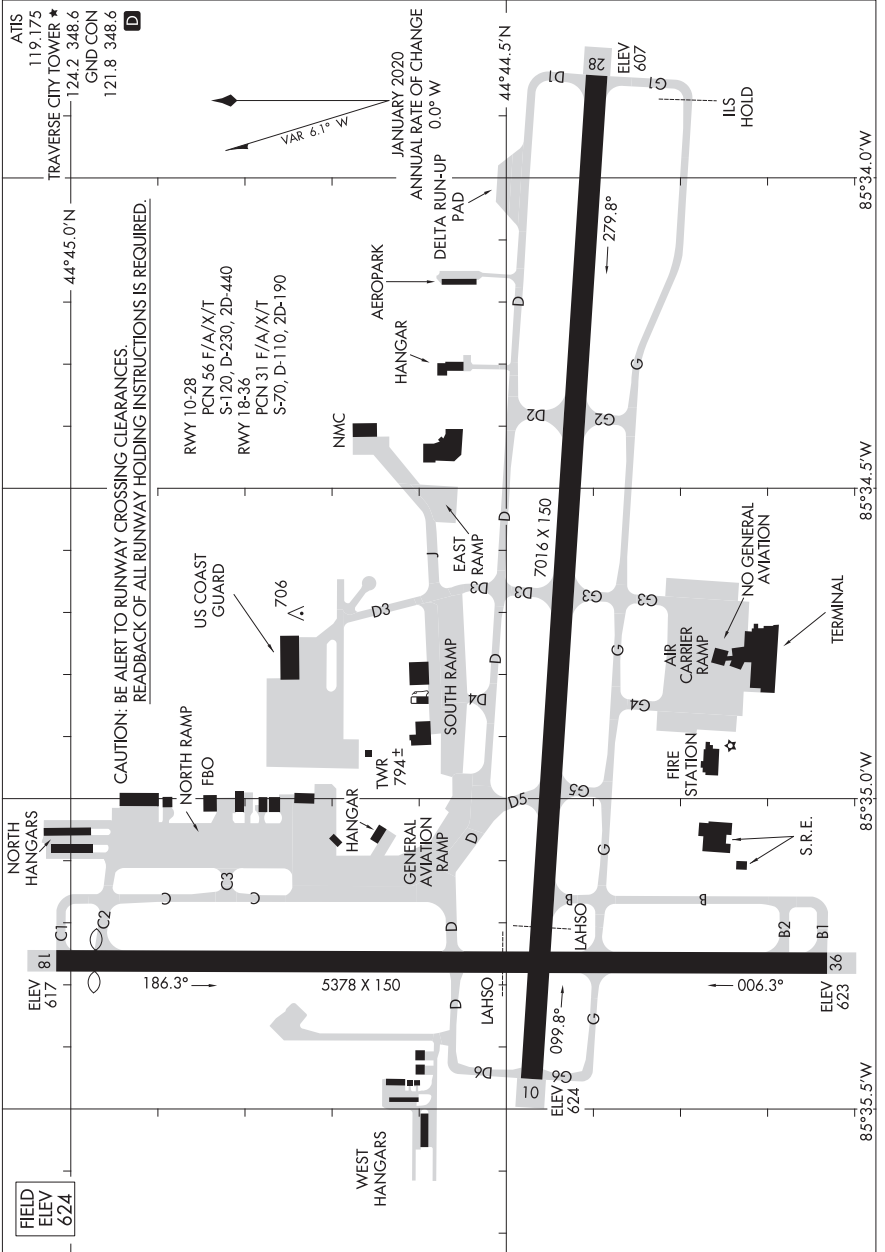 ATIS
119.175
TRAVERSE CITY TOWER ★
124.2 348.6
GND CON
121.8 348.6
D
VAR 6.1° W
JANUARY 2020
ANNUAL RATE OF CHANGE
0.0° W
44°45.0'N
44°44.5'N
CAUTION: BE ALERT TO RUNWAY CROSSING CLEARANCES.
READBACK OF ALL RUNWAY HOLDING INSTRUCTIONS IS REQUIRED.
RWY 10-28
PCN 56 F/A/X/T
S-120, D-230, 2D-440
RWY 18-36
PCN 31 F/A/X/T
S-70, D-110, 2D-190
FIELD
ELEV
624
NORTH
HANGARS
NORTH RAMP
FBO
US COAST
GUARD
706
NMC
HANGAR
AEROPARK
DELTA RUN-UP
PAD
D1
28
ELEV
607
G1
ILS
HOLD
18
ELEV
617
C1
C2
C
C3
C
186.3°
5378 X 150
HANGAR
TWR
794±
GENERAL
AVIATION
RAMP
SOUTH RAMP
EAST
RAMP
J
D3
D3
D3
D4
D5
D
D
D
D
D
D
D2
G2
279.8°
7016 X 150
G
G3
G3
G
G4
G5
G
AIR
CARRIER
RAMP
NO GENERAL
AVIATION
TERMINAL
FIRE
STATION
S.R.E.
B
B
B2
B1
36
ELEV
623
006.3°
LAHSO
LAHSO
099.8°
G
G6
D6
10
ELEV
624
WEST
HANGARS
85°34.0'W
85°34.5'W
85°35.0'W
85°35.5'W